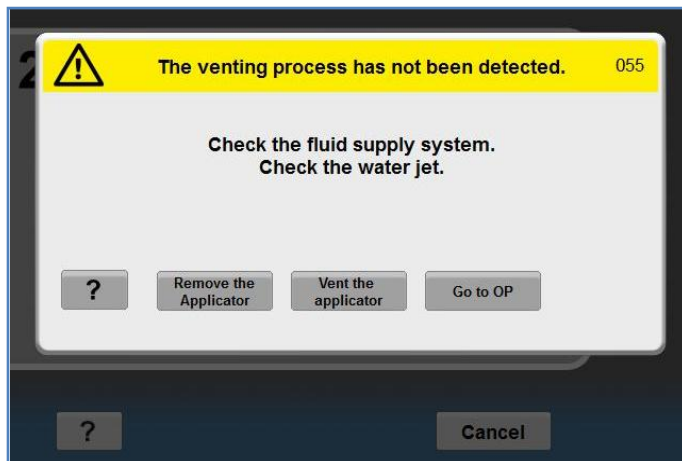 2
The venting process has not been detected.
055
Check the fluid supply system.
Check the water jet.
?
Remove the
Applicator
Vent the
applicator
Go to OP
?
Cancel